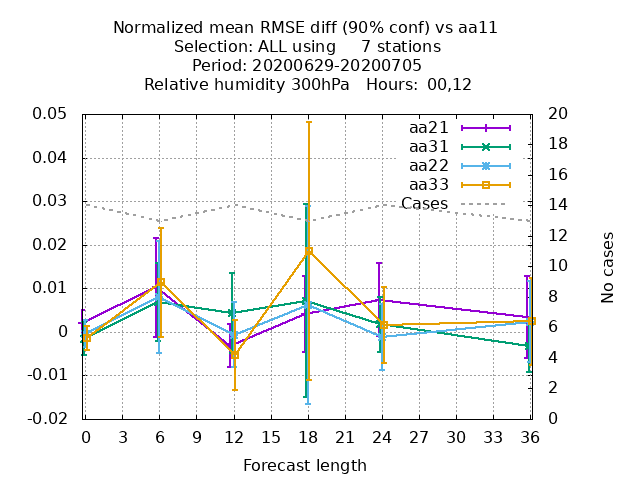 Normalized mean RMSE diff (90% conf) vs aa11
Selection: ALL using     7 stations
Period: 20200629-20200705
Relative humidity 300hPa   Hours:  00,12
0.05
0.04
0.03
0.02
0.01
0
-0.01
-0.02
20
18
16
14
12
10
8
6
4
2
0
aa21
aa31
aa22
aa33
Cases
No cases
0 3 6 9 12 15 18 21 24 27 30 33 36
Forecast length